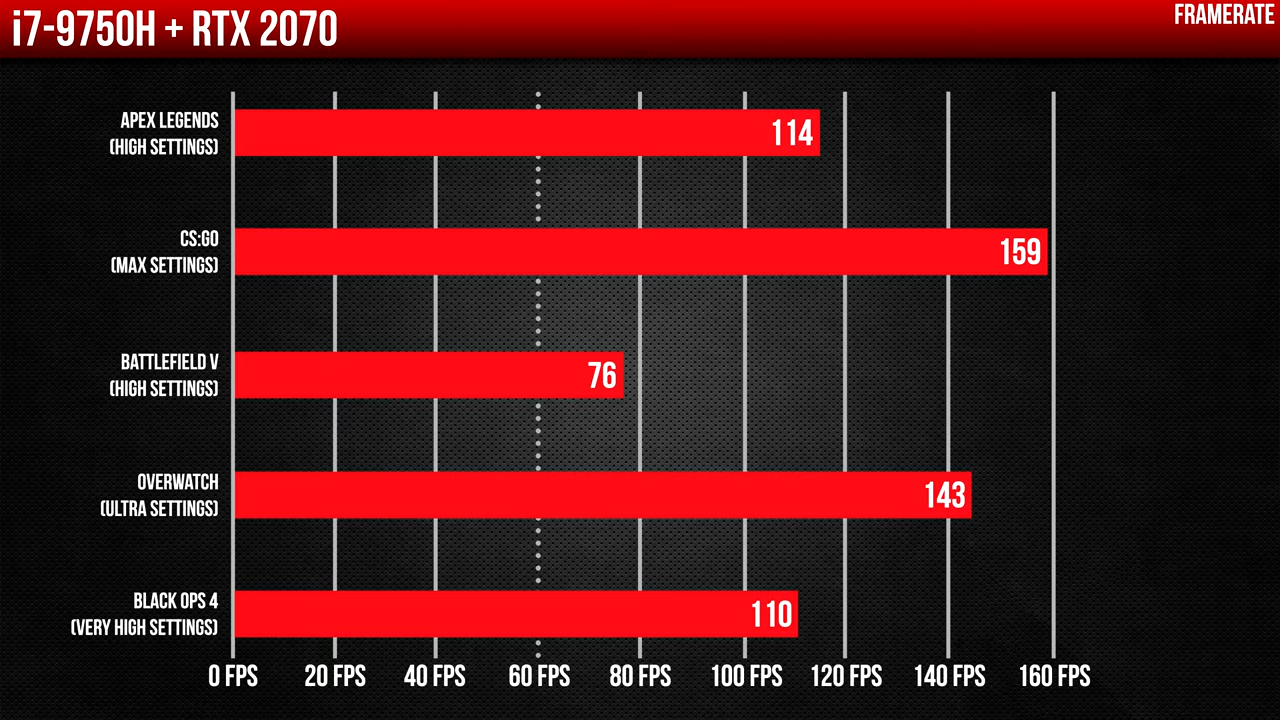 i7-9750H + RTX 2070
FRAMERATE
APEX LEGENDS
(HIGH SETTINGS)
114
CS:GO
(MAX SETTINGS)
159
BATTLEFIELD V
(HIGH SETTINGS)
76
OVERWATCH
(ULTRA SETTINGS)
143
BLACK OPS 4
(VERY HIGH SETTINGS)
110
0 FPS 20 FPS 40 FPS 60 FPS 80 FPS 100 FPS 120 FPS 140 FPS 160 FPS